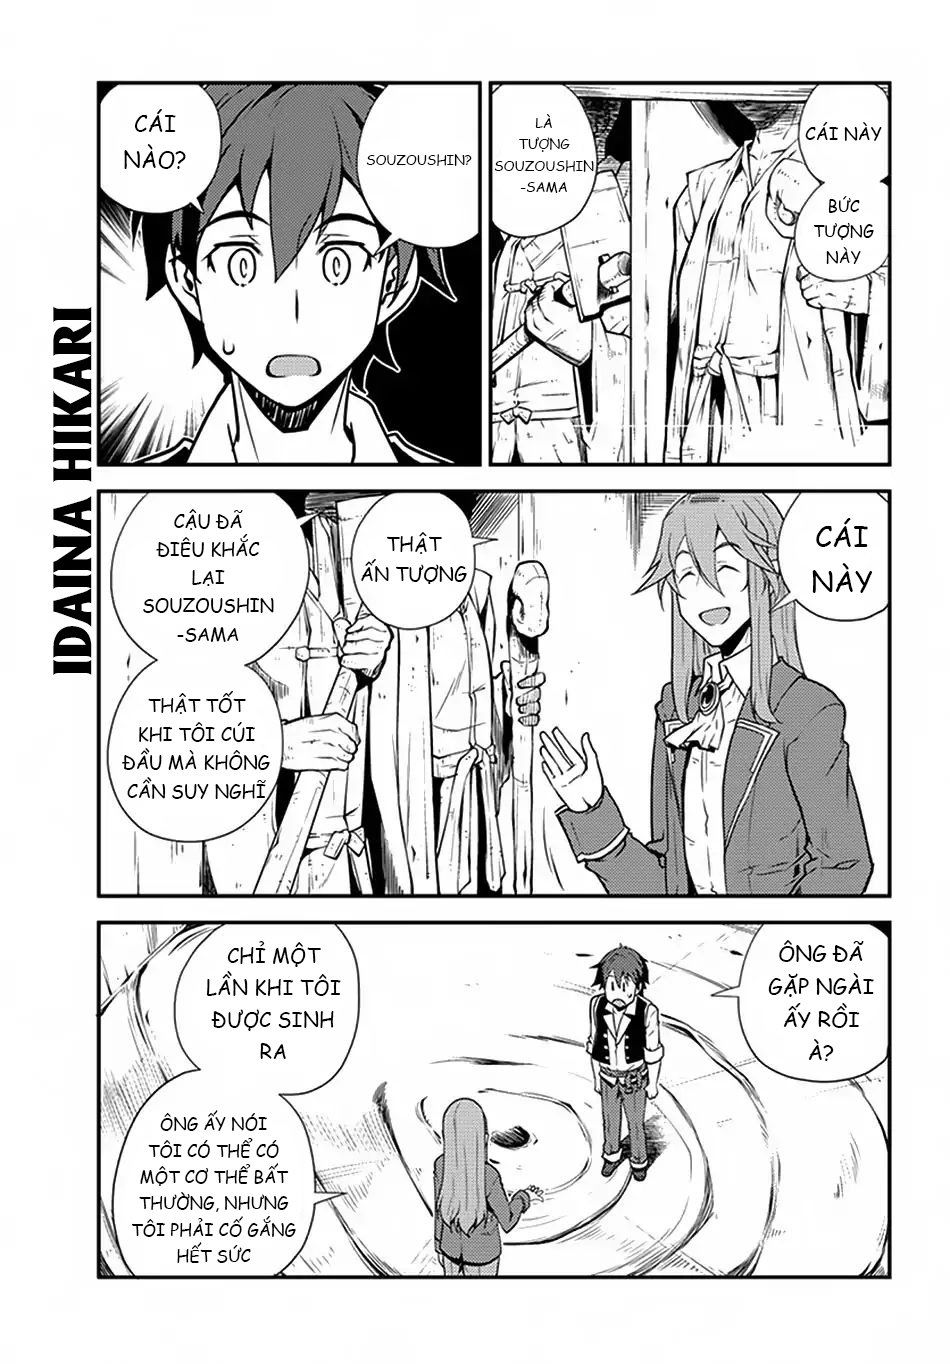 CÁI NÀY
BỨC
TƯỢNG
NÀY
LÀ
TƯỢNG
SOUZOUSHIN
-SAMA
SOUZOUSHIN?
CÁI
NÀO?
IDAINA HIKARI
CÁI
NÀY
THẬT
ẤN TƯỢNG
CẬU ĐÃ
ĐIÊU KHẮC
LẠI
SOUZOUSHIN
-SAMA
THẬT TỐT
KHI TÔI CÚI
ĐẦU MÀ KHÔNG
CẦN SUY NGHĨ
ÔNG ĐÃ
GẶP NGÀI
ẤY RỒI
À?
CHỈ MỘT
LẦN KHI TÔI
ĐƯỢC SINH
RA
ÔNG ẤY NÓI
TÔI CÓ THỂ CÓ
MỘT CƠ THỂ BẤT
THƯỜNG, NHƯNG
TÔI PHẢI CỐ GẮNG
HẾT SỨC